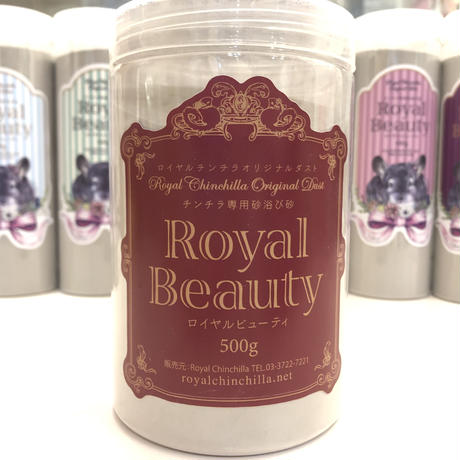 ロイヤルチンチラオリジナルダスト
Royal Chinchilla Original Dust
チンチラ専用砂浴び砂
Royal
Beauty
ロイヤルビューティ
500g
販売元: Royal Chinchilla TEL.03-3722-7221
royalchinchilla.net
Royal
Beauty
Royal
Beauty